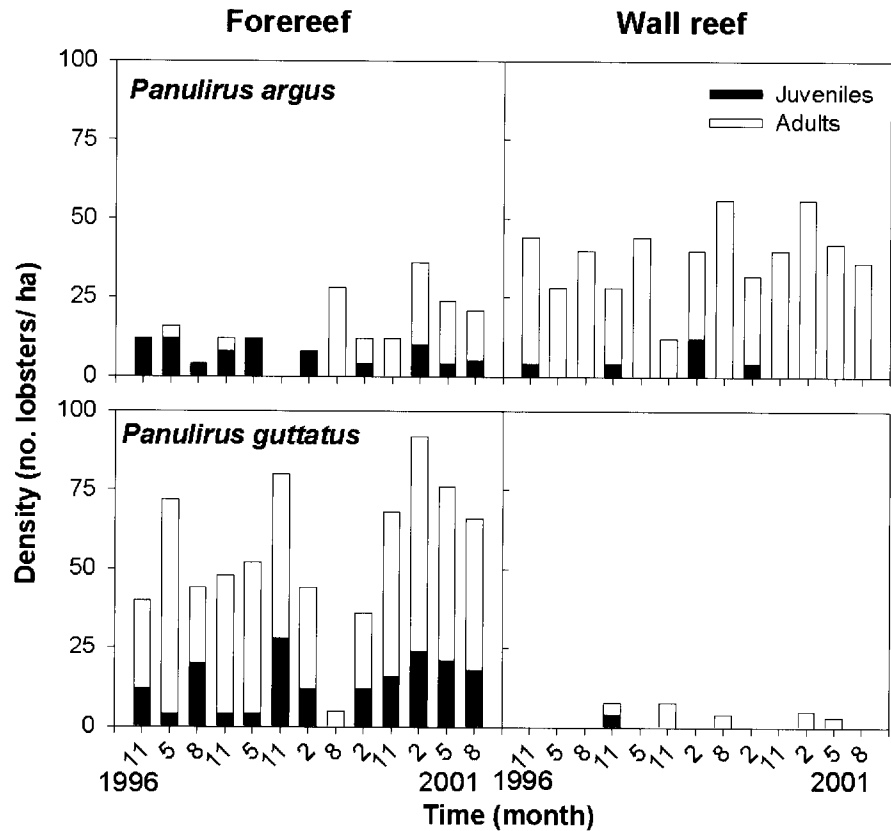 Forereef Wall reef
100 Panulirus argus Juveniles
Adults
75
50
25
0
100 Panulirus guttatus
75
50
25
0
Density (no. lobsters/ ha)
11 5 8 11 5 11 2 8 2 11 2 5 8 11 5 8 11 5 11 2 8 2 11 2 5 8
1996 2001 1996 2001
Time (month)